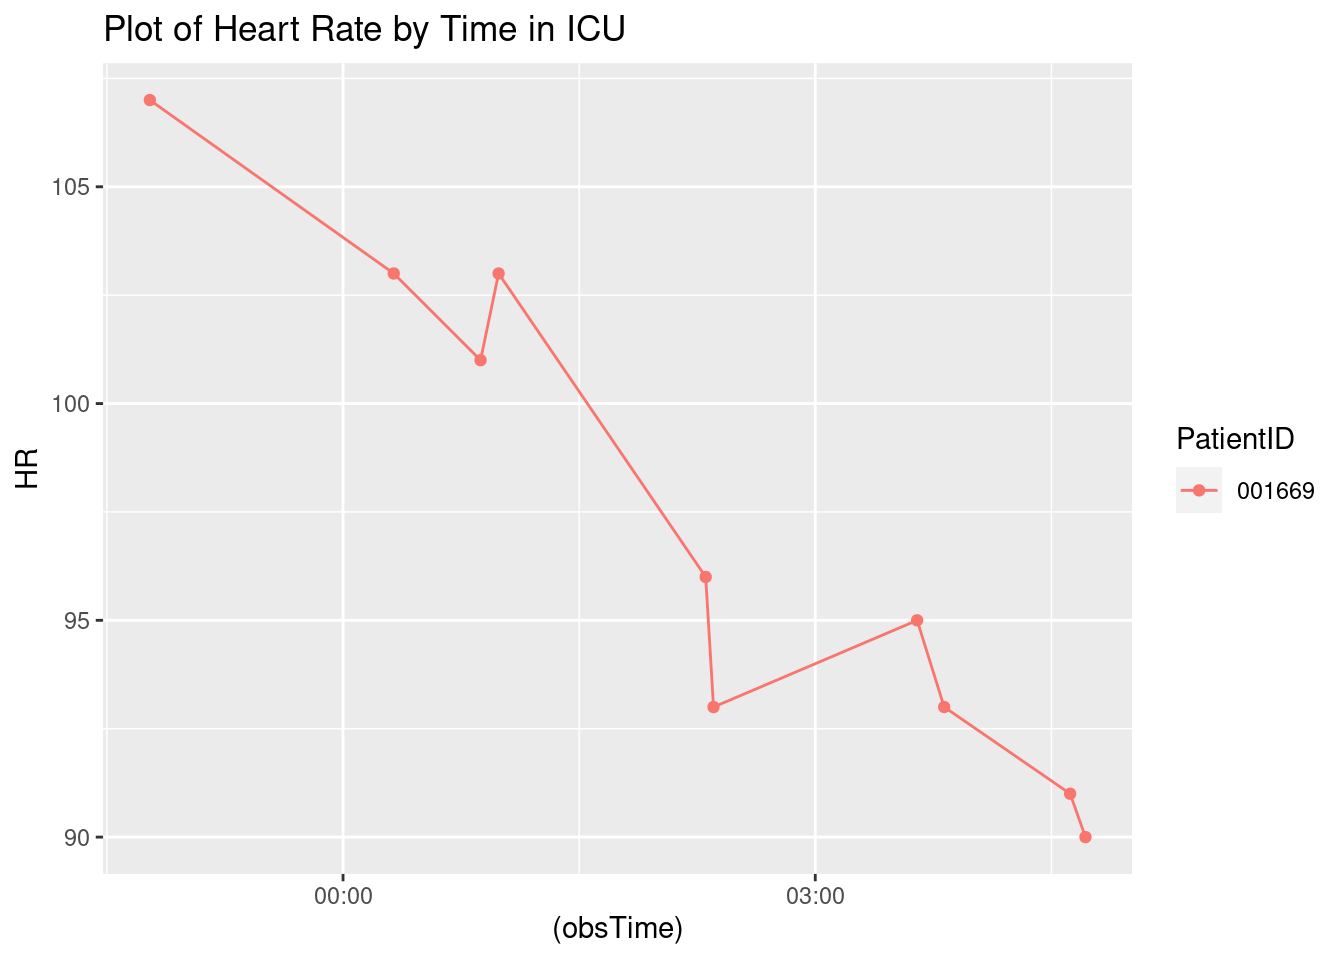 Plot of Heart Rate by Time in ICU
105
100
95
90
HR
00:00
03:00
(obsTime)
PatientID
001669